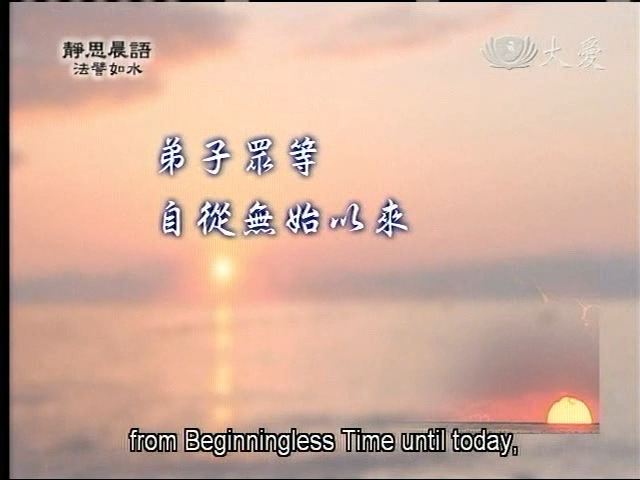 靜思晨語
法譬如水
大愛
弟子眾等
自從無始以來
from Beginningless Time until today,